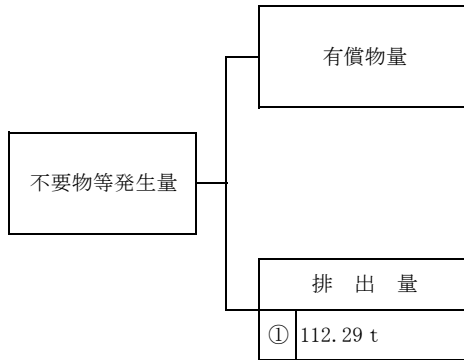 有償物量
不要物等発生量
排 出 量
① 112.29 t